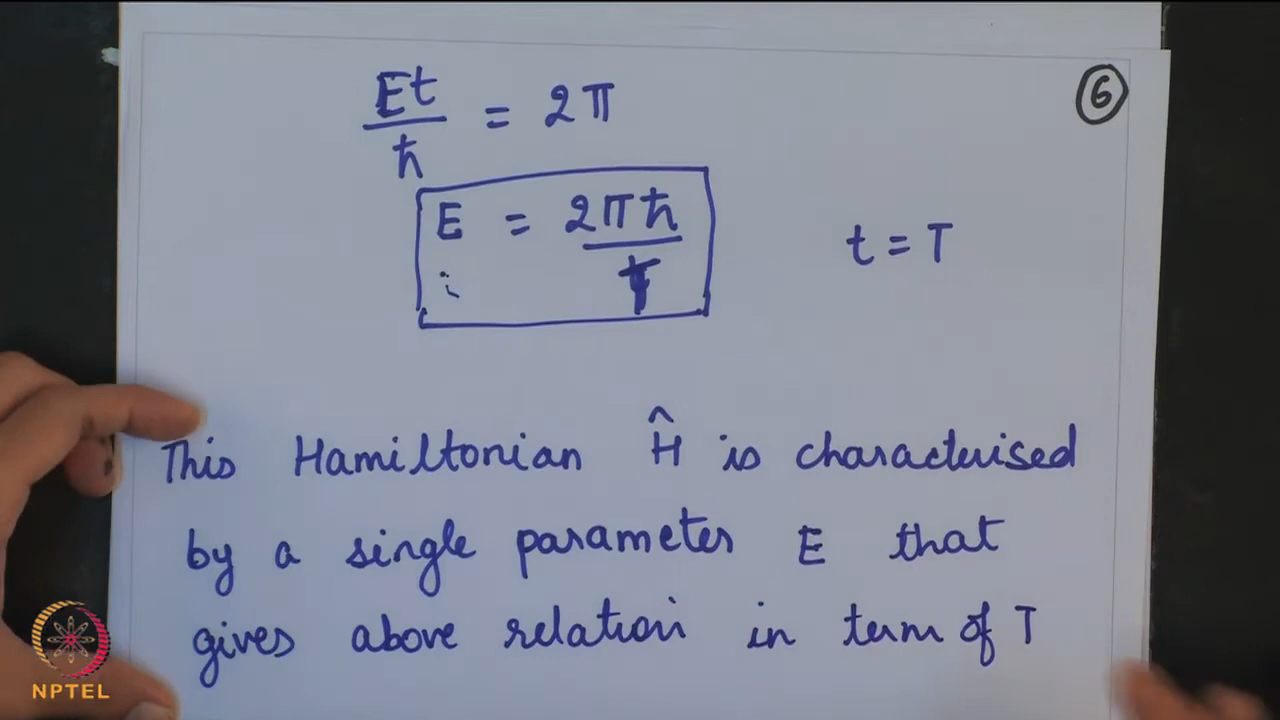 Et/ħ = 2π
6
E = 2πħ/T
t = T
This Hamiltonian Ĥ is characterised
by a single parameter E that
gives above relation in term of T
NPTEL